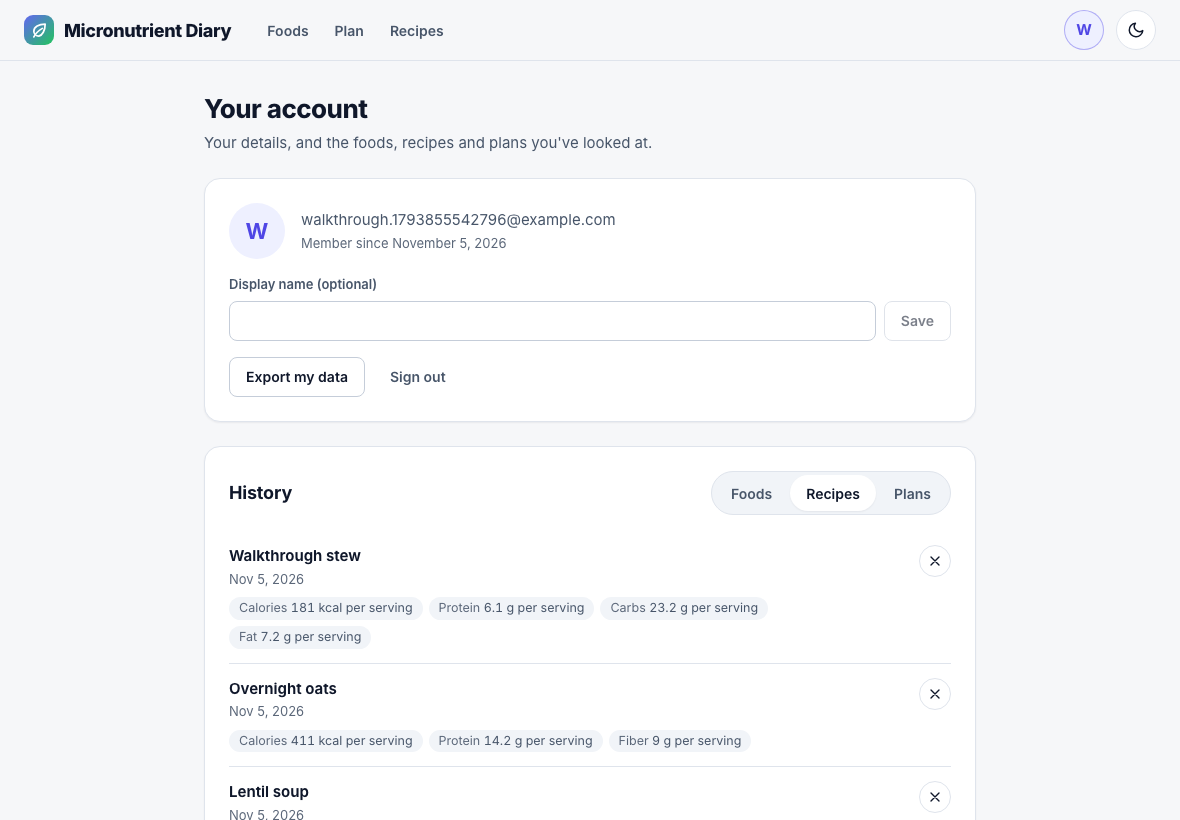 Micronutrient Diary Foods Plan Recipes W
Your account
Your details, and the foods, recipes and plans you've looked at.
W
walkthrough.1793855542796@example.com
Member since November 5, 2026
Display name (optional)
Save
Export my data Sign out
History Foods Recipes Plans
Walkthrough stew
Nov 5, 2026
Calories 181 kcal per serving Protein 6.1 g per serving Carbs 23.2 g per serving
Fat 7.2 g per serving
Overnight oats
Nov 5, 2026
Calories 411 kcal per serving Protein 14.2 g per serving Fiber 9 g per serving
Lentil soup
Nov 5, 2026